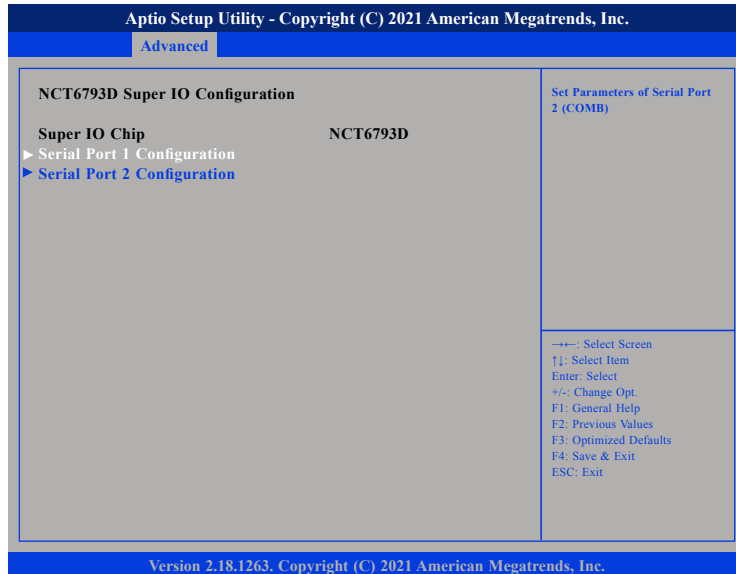 Aptio Setup Utility - Copyright (C) 2021 American Megatrends, Inc.
Advanced
NCT6793D Super IO Configuration
Super IO Chip NCT6793D
▶ Serial Port 1 Configuration
▶ Serial Port 2 Configuration
Set Parameters of Serial Port
2 (COMB)
→←: Select Screen
↑↓: Select Item
Enter: Select
+/-: Change Opt.
F1: General Help
F2: Previous Values
F3: Optimized Defaults
F4: Save & Exit
ESC: Exit
Version 2.18.1263. Copyright (C) 2021 American Megatrends, Inc.